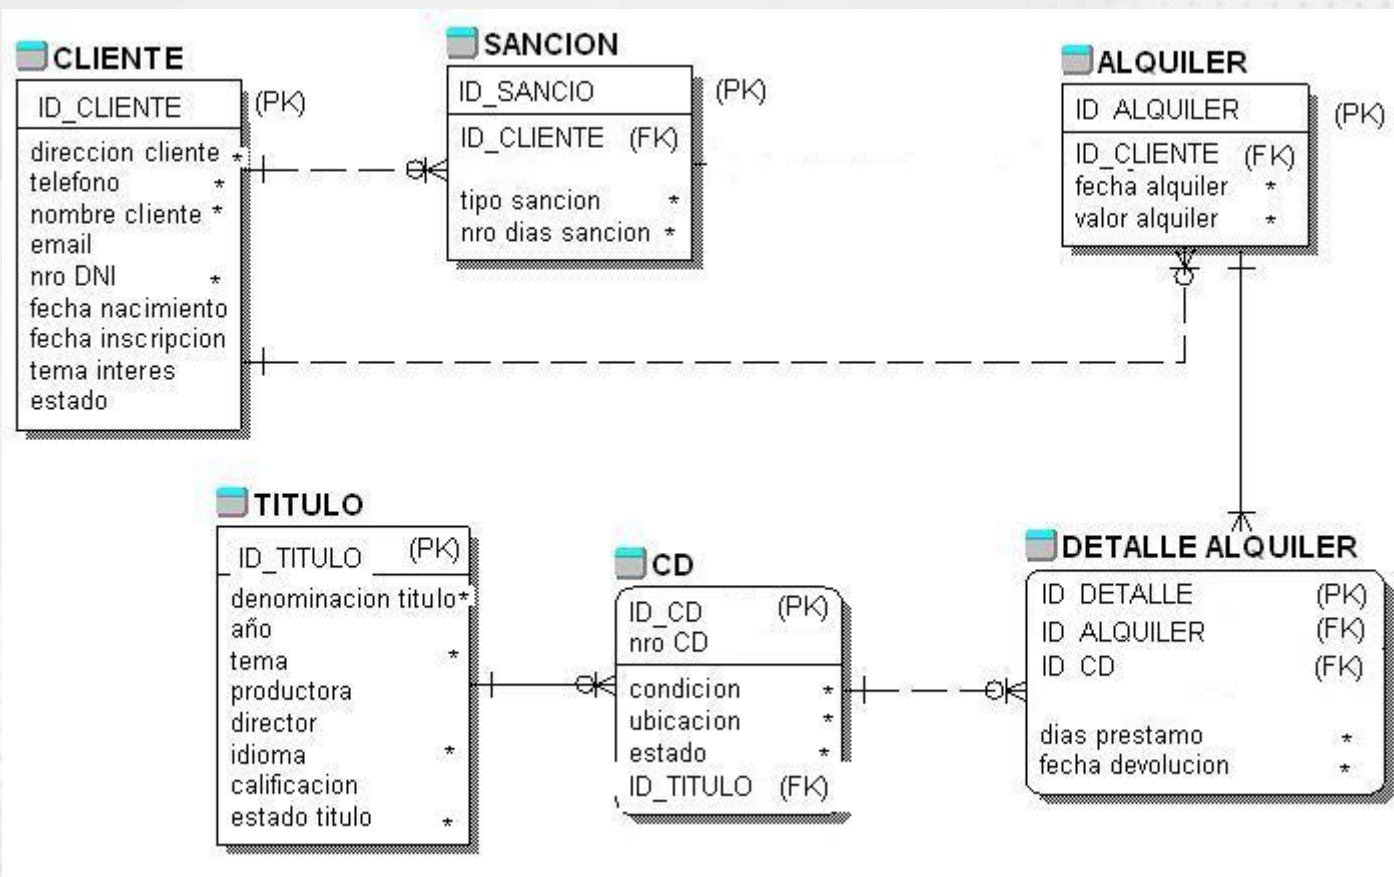 CLIENTE
ID_CLIENTE (PK)
direccion cliente *
telefono *
nombre cliente *
email
nro DNI *
fecha nacimiento
fecha inscripcion
tema interes
estado
SANCION
ID_SANCIO (PK)
ID_CLIENTE (FK)
tipo sancion *
nro dias sancion *
ALQUILER
ID ALQUILER (PK)
ID_CLIENTE (FK)
fecha alquiler *
valor alquiler *
TITULO
ID_TITULO (PK)
denominacion titulo*
año
tema *
productora
director
idioma *
calificacion
estado titulo *
CD
ID_CD (PK)
nro CD
condicion *
ubicacion *
estado *
ID_TITULO (FK)
DETALLE ALQUILER
ID DETALLE (PK)
ID ALQUILER (FK)
ID CD (FK)
dias prestamo *
fecha devolucion *